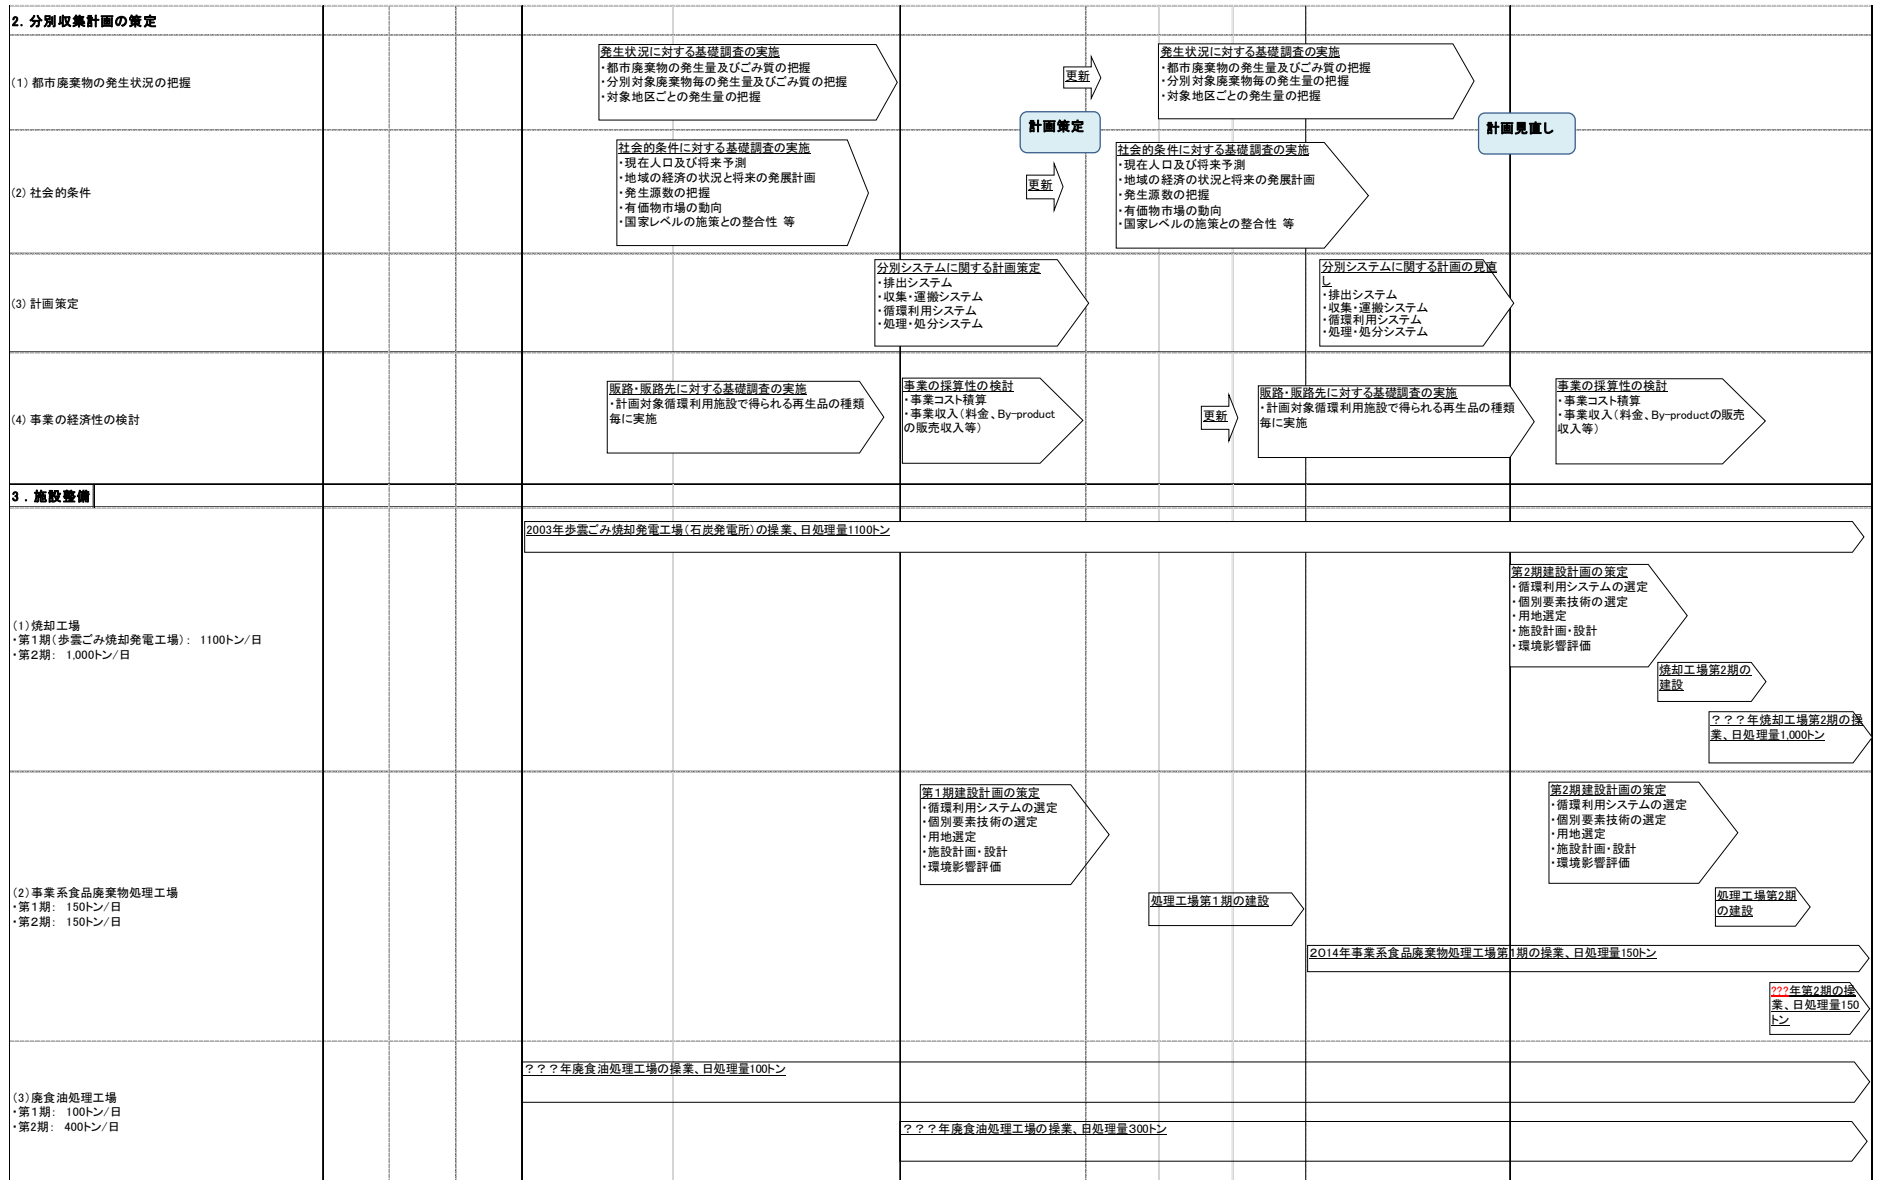 2．分別収集計画の策定
(1) 都市廃棄物の発生状況の把握
発生状況に対する基礎調査の実施
・都市廃棄物の発生量及びごみ質の把握
・分別対象廃棄物毎の発生量及びごみ質の把握
・対象地区ごとの発生量の把握
更新
発生状況に対する基礎調査の実施
・都市廃棄物の発生量及びごみ質の把握
・分別対象廃棄物毎の発生量及びごみ質の把握
・対象地区ごとの発生量の把握
計画策定
計画見直し
(2) 社会的条件
社会的条件に対する基礎調査の実施
・現在人口及び将来予測
・地域の経済の状況と将来の発展計画
・発生源数の把握
・有価物市場の動向
・国家レベルの施策との整合性 等
更新
社会的条件に対する基礎調査の実施
・現在人口及び将来予測
・地域の経済の状況と将来の発展計画
・発生源数の把握
・有価物市場の動向
・国家レベルの施策との整合性 等
(3) 計画策定
分別システムに関する計画策定
・排出システム
・収集・運搬システム
・循環利用システム
・処理・処分システム
分別システムに関する計画の見直
し
・排出システム
・収集・運搬システム
・循環利用システム
・処理・処分システム
(4) 事業の経済性の検討
販路・販路先に対する基礎調査の実施
・計画対象循環利用施設で得られる再生品の種類
毎に実施
事業の採算性の検討
・事業コスト積算
・事業収入（料金、By-product
の販売収入等）
更新
販路・販路先に対する基礎調査の実施
・計画対象循環利用施設で得られる再生品の種類
毎に実施
事業の採算性の検討
・事業コスト積算
・事業収入（料金、By-productの販売
収入等）
3．施設整備
2003年歩雲ごみ焼却発電工場（石炭発電所）の操業、日処理量1100トン
(1)焼却工場
・第1期（歩雲ごみ焼却発電工場）： 1100トン/日
・第2期： 1,000トン/日
第2期建設計画の策定
・循環利用システムの選定
・個別要素技術の選定
・用地選定
・施設計画・設計
・環境影響評価
焼却工場第2期の
建設
？？？年焼却工場第2期の操
業、日処理量1,000トン
(2)事業系食品廃棄物処理工場
・第1期： 150トン/日
・第2期： 150トン/日
第1期建設計画の策定
・循環利用システムの選定
・個別要素技術の選定
・用地選定
・施設計画・設計
・環境影響評価
第2期建設計画の策定
・循環利用システムの選定
・個別要素技術の選定
・用地選定
・施設計画・設計
・環境影響評価
処理工場第1期の建設
処理工場第2期
の建設
2014年事業系食品廃棄物処理工場第1期の操業、日処理量150トン
???年第2期の操
業、日処理量150
トン
(3)廃食油処理工場
・第1期： 100トン/日
・第2期： 400トン/日
？？？年廃食油処理工場の操業、日処理量100トン
？？？年廃食油処理工場の操業、日処理量300トン